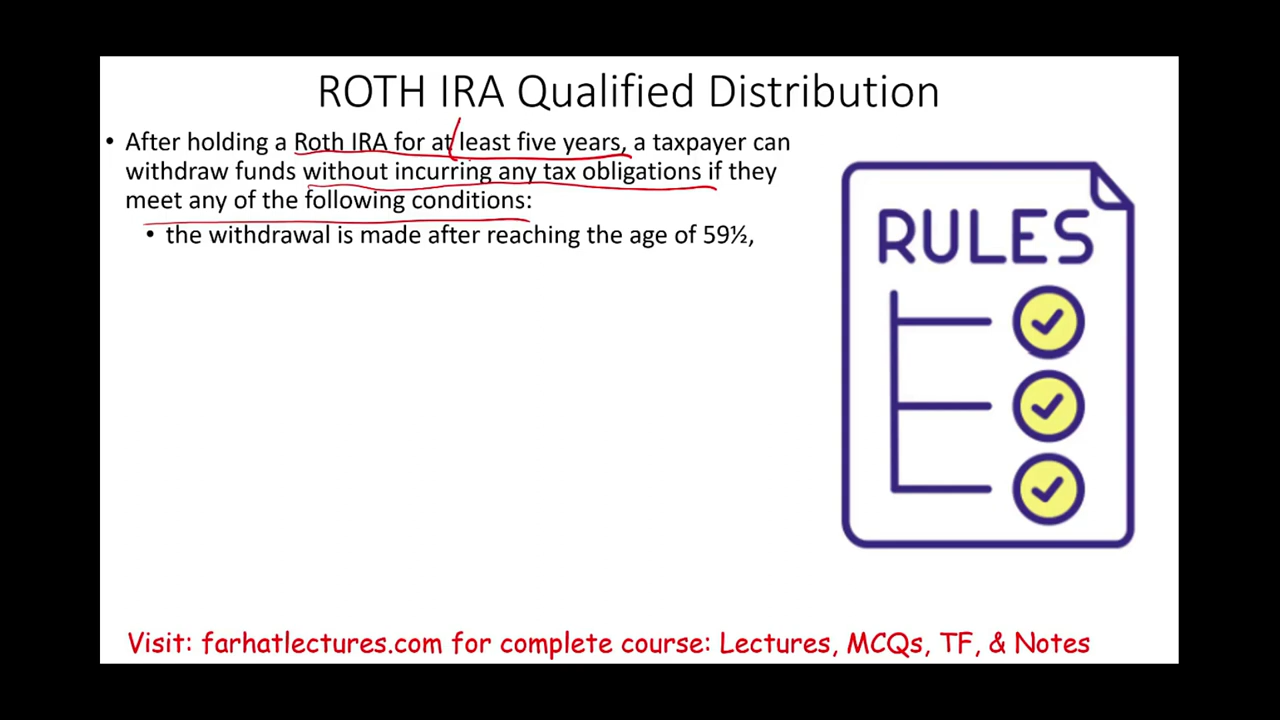 ROTH IRA Qualified Distribution
• After holding a Roth IRA for at least five years, a taxpayer can
withdraw funds without incurring any tax obligations if they
meet any of the following conditions:
• the withdrawal is made after reaching the age of 59½,
RULES
Visit: farhatlectures.com for complete course: Lectures, MCQs, TF, & Notes